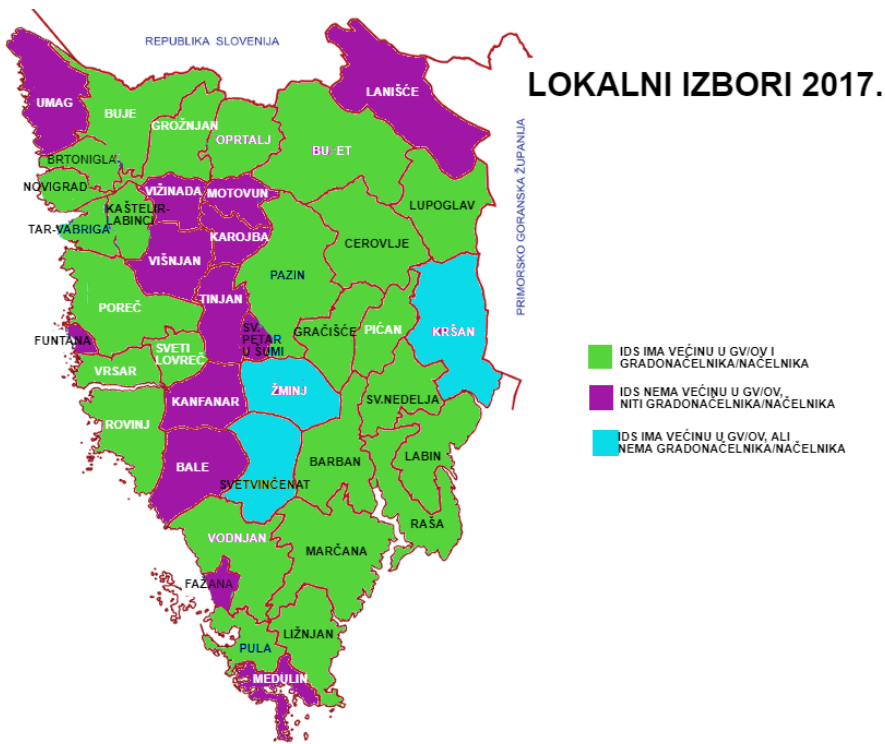 REPUBLIKA SLOVENIJA
LOKALNI IZBORI 2017.
LANIŠĆE
UMAG
BUJE
GROŽNJAN
OPRTALJ
BUZET
PRIMORSKO GORANSKA ŽUPANIJA
BRTONIGLA
NOVIGRAD
VIŽINADA
MOTOVUN
LUPOGLAV
KAŠTELIR-
LABINCI
TAR-VABRIGA
KAROJBA
CEROVLJE
VIŠNJAN
PAZIN
TINJAN
POREČ
FUNTANA
SV.
PETAR
U ŠUMI
GRAČIŠĆE
PIĆAN
KRŠAN
SVETI
LOVREČ
VRSAR
IDS IMA VEĆINU U GV/OV I
GRADONAČELNIKA/NAČELNIKA
KANFANAR
ŽMINJ
SV.NEDELJA
IDS NEMA VEĆINU U GV/OV,
NITI GRADONAČELNIKA/NAČELNIKA
ROVINJ
IDS IMA VEĆINU U GV/OV, ALI
NEMA GRADONAČELNIKA/NAČELNIKA
BALE
BARBAN
LABIN
SVETVINČENAT
RAŠA
VODNJAN
MARČANA
FAŽANA
LIŽNJAN
PULA
MEDULIN